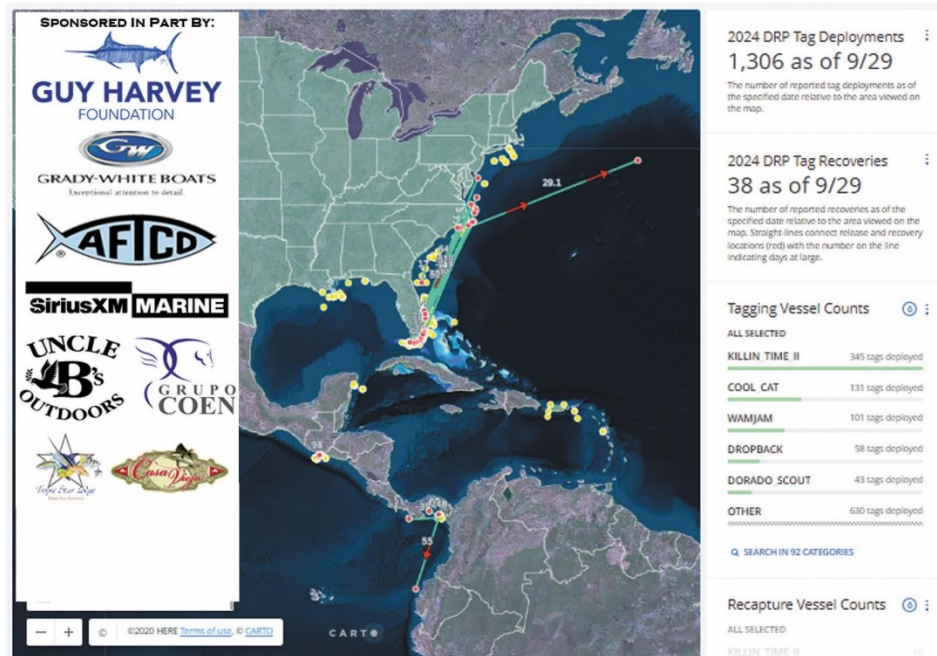 SPONSORED IN PART BY:
GUY HARVEY
FOUNDATION
GW
GRADY-WHITE BOATS
Exceptional attention to detail.
AFTCO
®
SiriusXM MARINE
UNCLE
B's
OUTDOORS
GRUPO
COEN
Tropic Star Lodge
Casa Vieja
29.1
98
55
− + © ©2020 HERE Terms of use, © CARTO
CARTO
2024 DRP Tag Deployments
1,306 as of 9/29
The number of reported tag deployments as of
the specified date relative to the area viewed on
the map.
2024 DRP Tag Recoveries
38 as of 9/29
The number of reported recoveries as of the
specified date relative to the area viewed on the
map. Straight-lines connect release and recovery
locations (red) with the number on the line
indicating days at large.
Tagging Vessel Counts
ALL SELECTED
KILLIN_TIME_II 345 tags deployed
COOL_CAT 131 tags deployed
WAMJAM 101 tags deployed
DROPBACK 58 tags deployed
DORADO_SCOUT 43 tags deployed
OTHER 630 tags deployed
SEARCH IN 92 CATEGORIES
Recapture Vessel Counts
ALL SELECTED
KILLIN_TIME_II